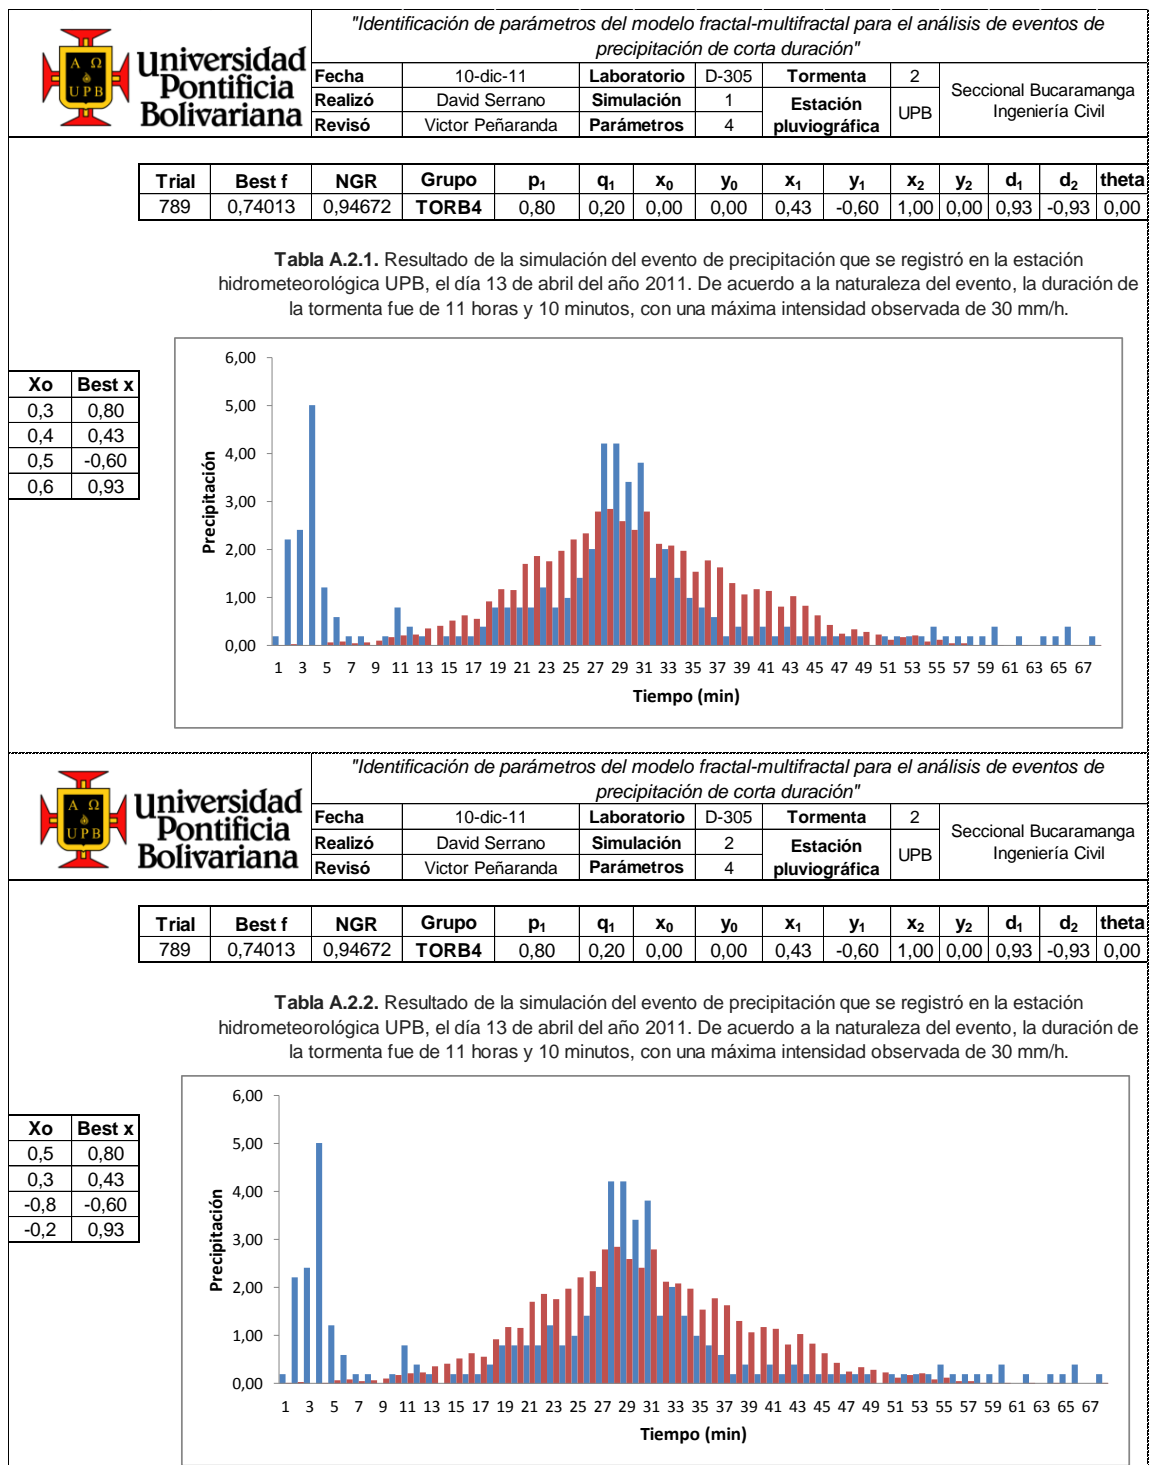 "Identificación de parámetros del modelo fractal-multifractal para el análisis de eventos de
precipitación de corta duración"
Α Ω
UPB
Universidad
Pontificia
Bolivariana
Fecha 10-dic-11 Laboratorio D-305 Tormenta 2
Realizó David Serrano Simulación 1 Estación pluviográfica UPB
Revisó Victor Peñaranda Parámetros 4
Seccional Bucaramanga
Ingeniería Civil
Trial Best f NGR Grupo p1 q1 x0 y0 x1 y1 x2 y2 d1 d2 theta
789 0,74013 0,94672 TORB4 0,80 0,20 0,00 0,00 0,43 -0,60 1,00 0,00 0,93 -0,93 0,00
Tabla A.2.1. Resultado de la simulación del evento de precipitación que se registró en la estación
hidrometeorológica UPB, el día 13 de abril del año 2011. De acuerdo a la naturaleza del evento, la duración de
la tormenta fue de 11 horas y 10 minutos, con una máxima intensidad observada de 30 mm/h.
Xo Best x
0,3 0,80
0,4 0,43
0,5 -0,60
0,6 0,93
Precipitación
6,00
5,00
4,00
3,00
2,00
1,00
0,00
1 3 5 7 9 11 13 15 17 19 21 23 25 27 29 31 33 35 37 39 41 43 45 47 49 51 53 55 57 59 61 63 65 67
Tiempo (min)
"Identificación de parámetros del modelo fractal-multifractal para el análisis de eventos de
precipitación de corta duración"
Α Ω
UPB
Universidad
Pontificia
Bolivariana
Fecha 10-dic-11 Laboratorio D-305 Tormenta 2
Realizó David Serrano Simulación 2 Estación pluviográfica UPB
Revisó Victor Peñaranda Parámetros 4
Seccional Bucaramanga
Ingeniería Civil
Trial Best f NGR Grupo p1 q1 x0 y0 x1 y1 x2 y2 d1 d2 theta
789 0,74013 0,94672 TORB4 0,80 0,20 0,00 0,00 0,43 -0,60 1,00 0,00 0,93 -0,93 0,00
Tabla A.2.2. Resultado de la simulación del evento de precipitación que se registró en la estación
hidrometeorológica UPB, el día 13 de abril del año 2011. De acuerdo a la naturaleza del evento, la duración de
la tormenta fue de 11 horas y 10 minutos, con una máxima intensidad observada de 30 mm/h.
Xo Best x
0,5 0,80
0,3 0,43
-0,8 -0,60
-0,2 0,93
Precipitación
6,00
5,00
4,00
3,00
2,00
1,00
0,00
1 3 5 7 9 11 13 15 17 19 21 23 25 27 29 31 33 35 37 39 41 43 45 47 49 51 53 55 57 59 61 63 65 67
Tiempo (min)